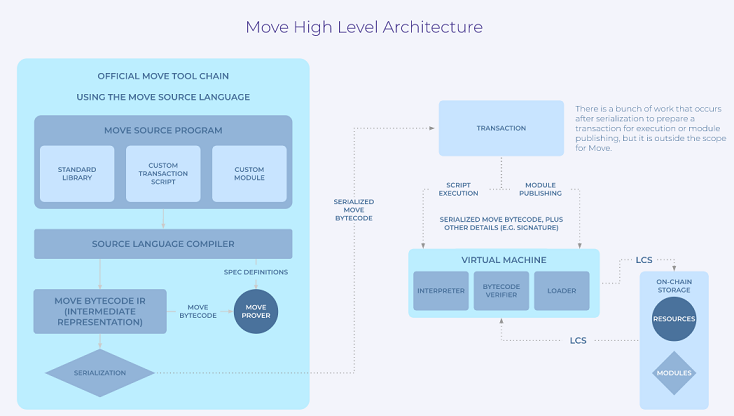 Move High Level Architecture
OFFICIAL MOVE TOOL CHAIN
USING THE MOVE SOURCE LANGUAGE
MOVE SOURCE PROGRAM
STANDARD
LIBRARY
CUSTOM
TRANSACTION
SCRIPT
CUSTOM
MODULE
SOURCE LANGUAGE COMPILER
SPEC DEFINITIONS
MOVE BYTECODE IR
(INTERMEDIATE
REPRESENTATION)
MOVE
BYTECODE
MOVE
PROVER
SERIALIZATION
SERIALIZED
MOVE
BYTECODE
TRANSACTION
There is a bunch of work that occurs
after serialization to prepare a
transaction for execution or module
publishing, but it is outside the scope
for Move.
SCRIPT
EXECUTION
MODULE
PUBLISHING
SERIALIZED MOVE BYTECODE, PLUS
OTHER DETAILS (E.G. SIGNATURE)
VIRTUAL MACHINE
INTERPRETER
BYTECODE
VERIFIER
LOADER
LCS
ON-CHAIN
STORAGE
RESOURCES
MODULES
LCS